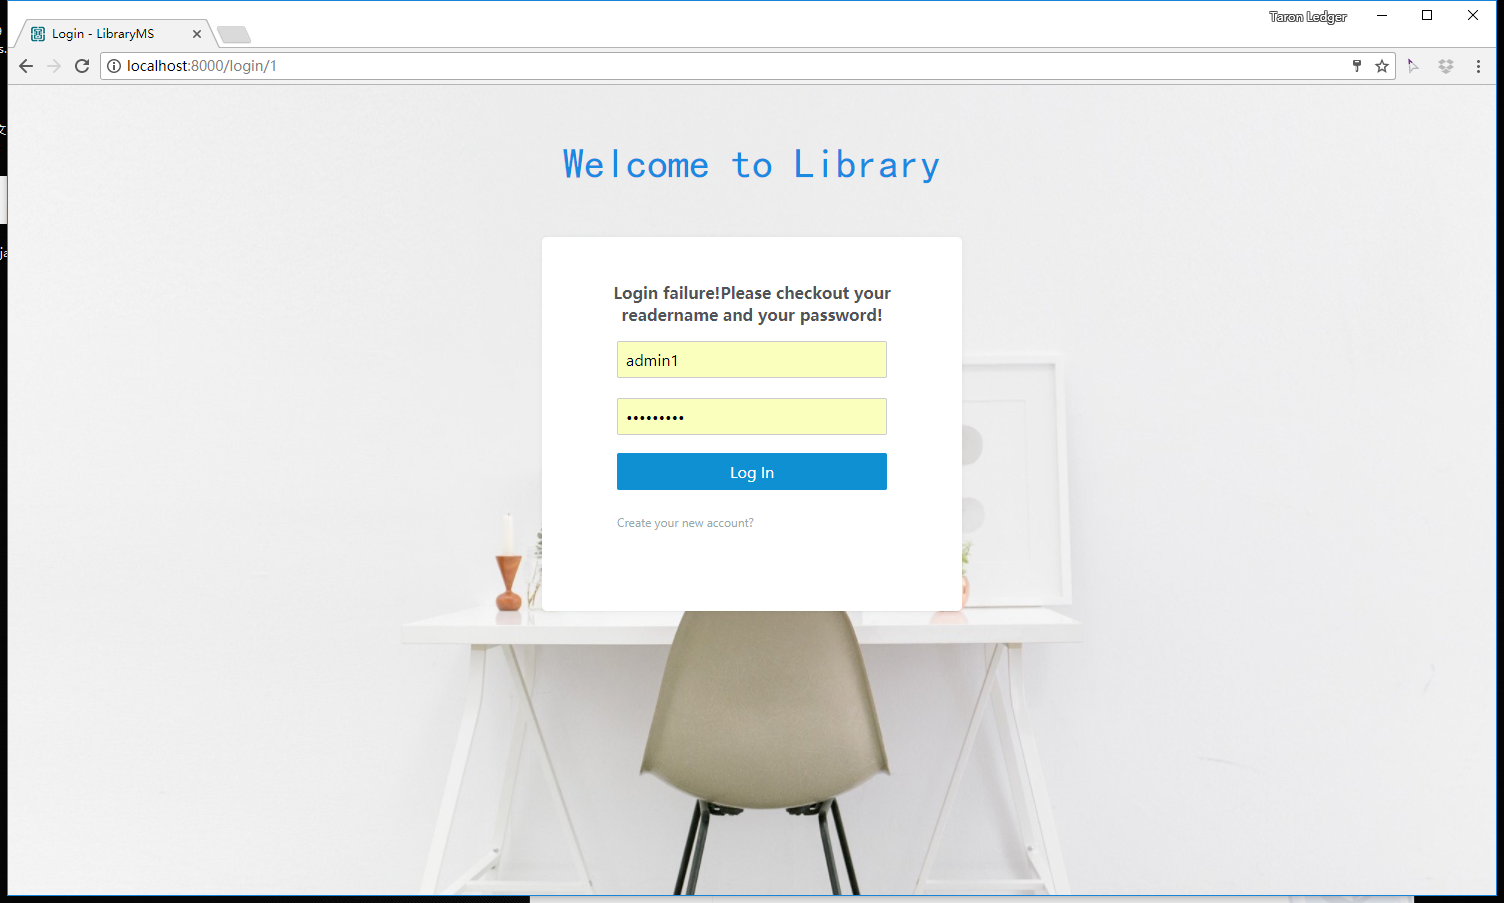 Taron Ledger
Login - LibraryMS
localhost:8000/login/1
Welcome to Library
Login failure!Please checkout your
readername and your password!
admin1
•••••••••
Log In
Create your new account?